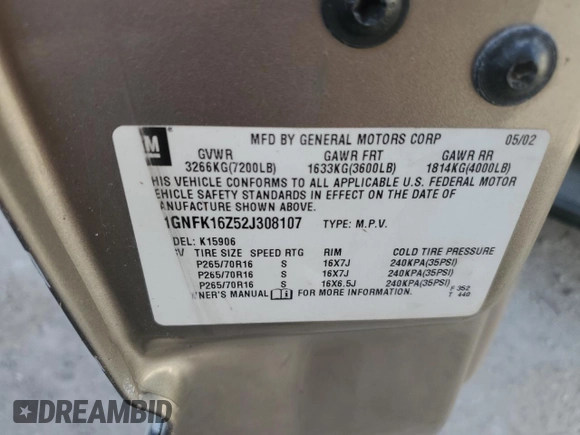 GM
MFD BY GENERAL MOTORS CORP 05/02
GVWR GAWR FRT GAWR RR
3266KG(7200LB) 1633KG(3600LB) 1814KG(4000LB)
HIS VEHICLE CONFORMS TO ALL APPLICABLE U.S. FEDERAL MOTOR
VEHICLE SAFETY STANDARDS IN EFFECT ON THE DATE OF
ANUFACTURE SHOWN ABOVE.
1GNFK16Z52J308107 TYPE: M.P.V.
DEL: K15906
TIRE SIZE SPEED RTG RIM COLD TIRE PRESSURE
P265/70R16 S 16X7J 240KPA(35PSI)
P265/70R16 S 16X7J 240KPA(35PSI)
P265/70R16 S 16X6.5J 240KPA(35PSI)
NER'S MANUAL FOR MORE INFORMATION. F 352
T 440
DREAMBID